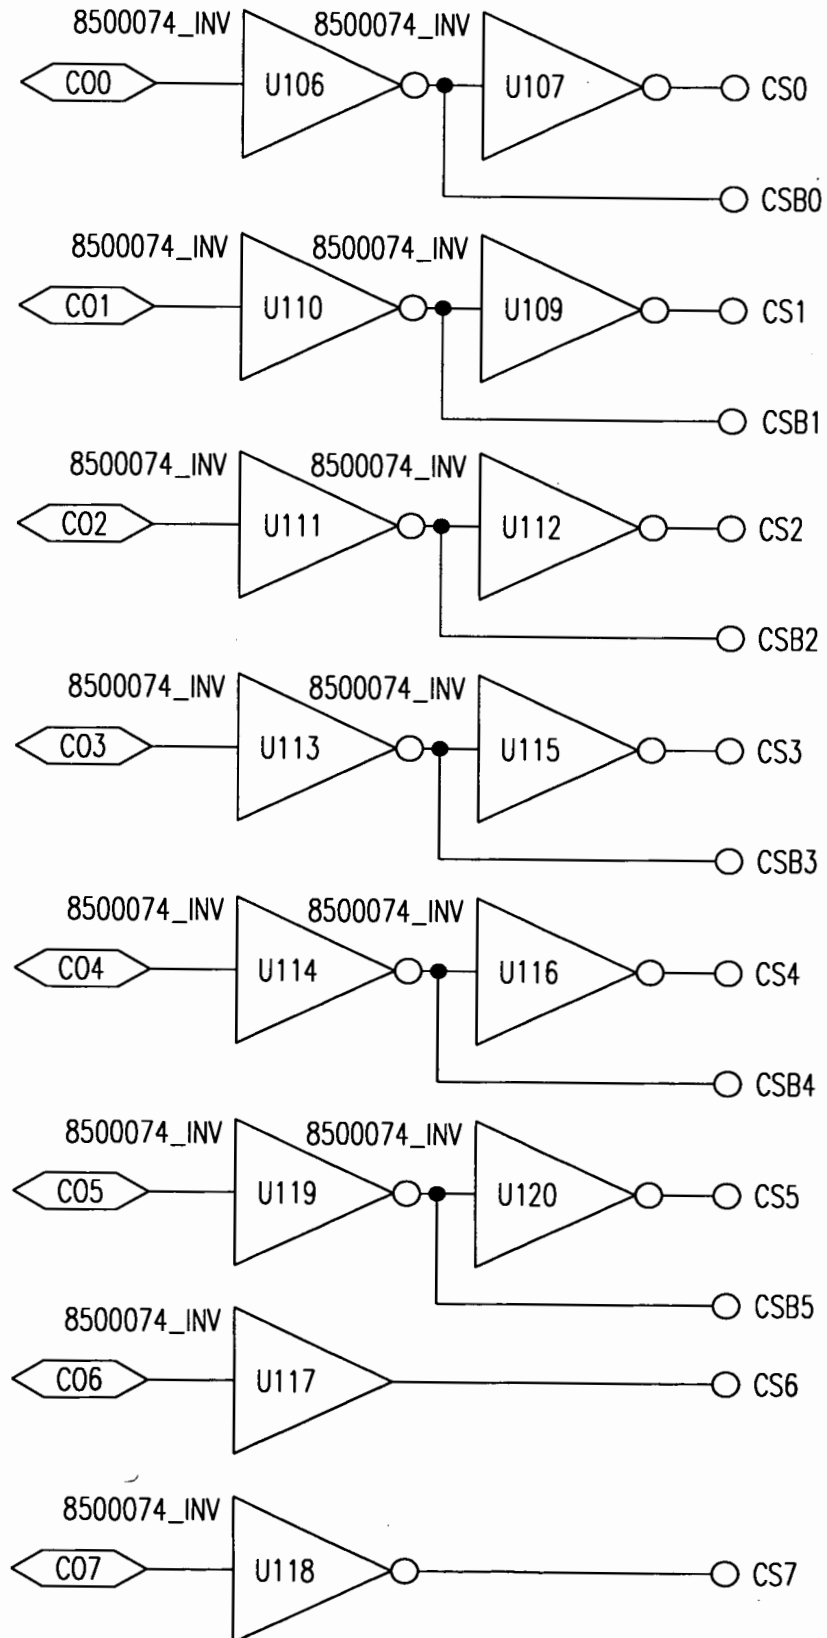 8500074_INV 8500074_INV
CO0 U106 U107 CS0
CSB0
8500074_INV 8500074_INV
CO1 U110 U109 CS1
CSB1
8500074_INV 8500074_INV
CO2 U111 U112 CS2
CSB2
8500074_INV 8500074_INV
CO3 U113 U115 CS3
CSB3
8500074_INV 8500074_INV
CO4 U114 U116 CS4
CSB4
8500074_INV 8500074_INV
CO5 U119 U120 CS5
CSB5
8500074_INV
CO6 U117 CS6
8500074_INV
CO7 U118 CS7